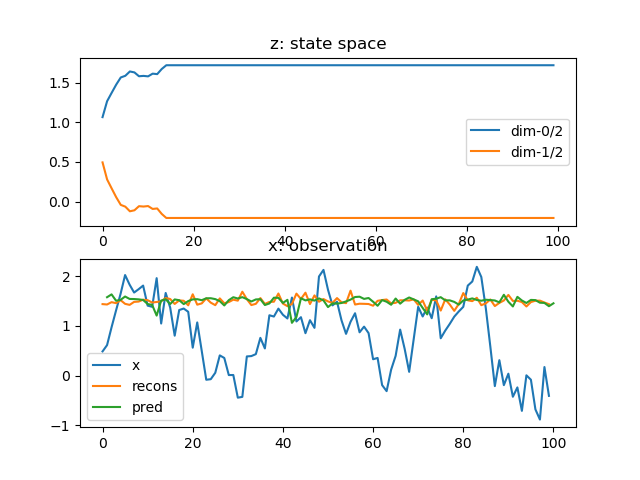 z: state space
1.5
1.0
0.5
0.0
dim-0/2
dim-1/2
0 20 40 60 80 100
x: observation
2
1
0
−1
x
recons
pred
0 20 40 60 80 100